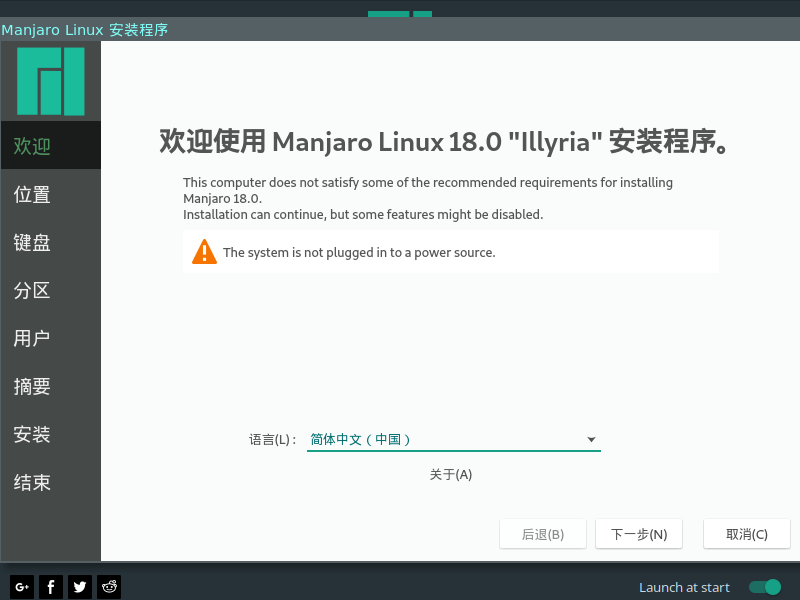 Manjaro Linux 安装程序
欢迎
位置
键盘
分区
用户
摘要
安装
结束
欢迎使用 Manjaro Linux 18.0 "Illyria" 安装程序。
This computer does not satisfy some of the recommended requirements for installing
Manjaro 18.0.
Installation can continue, but some features might be disabled.
The system is not plugged in to a power source.
语言(L)： 简体中文（中国）
关于(A)
后退(B) 下一步(N) 取消(C)
G+ f Launch at start